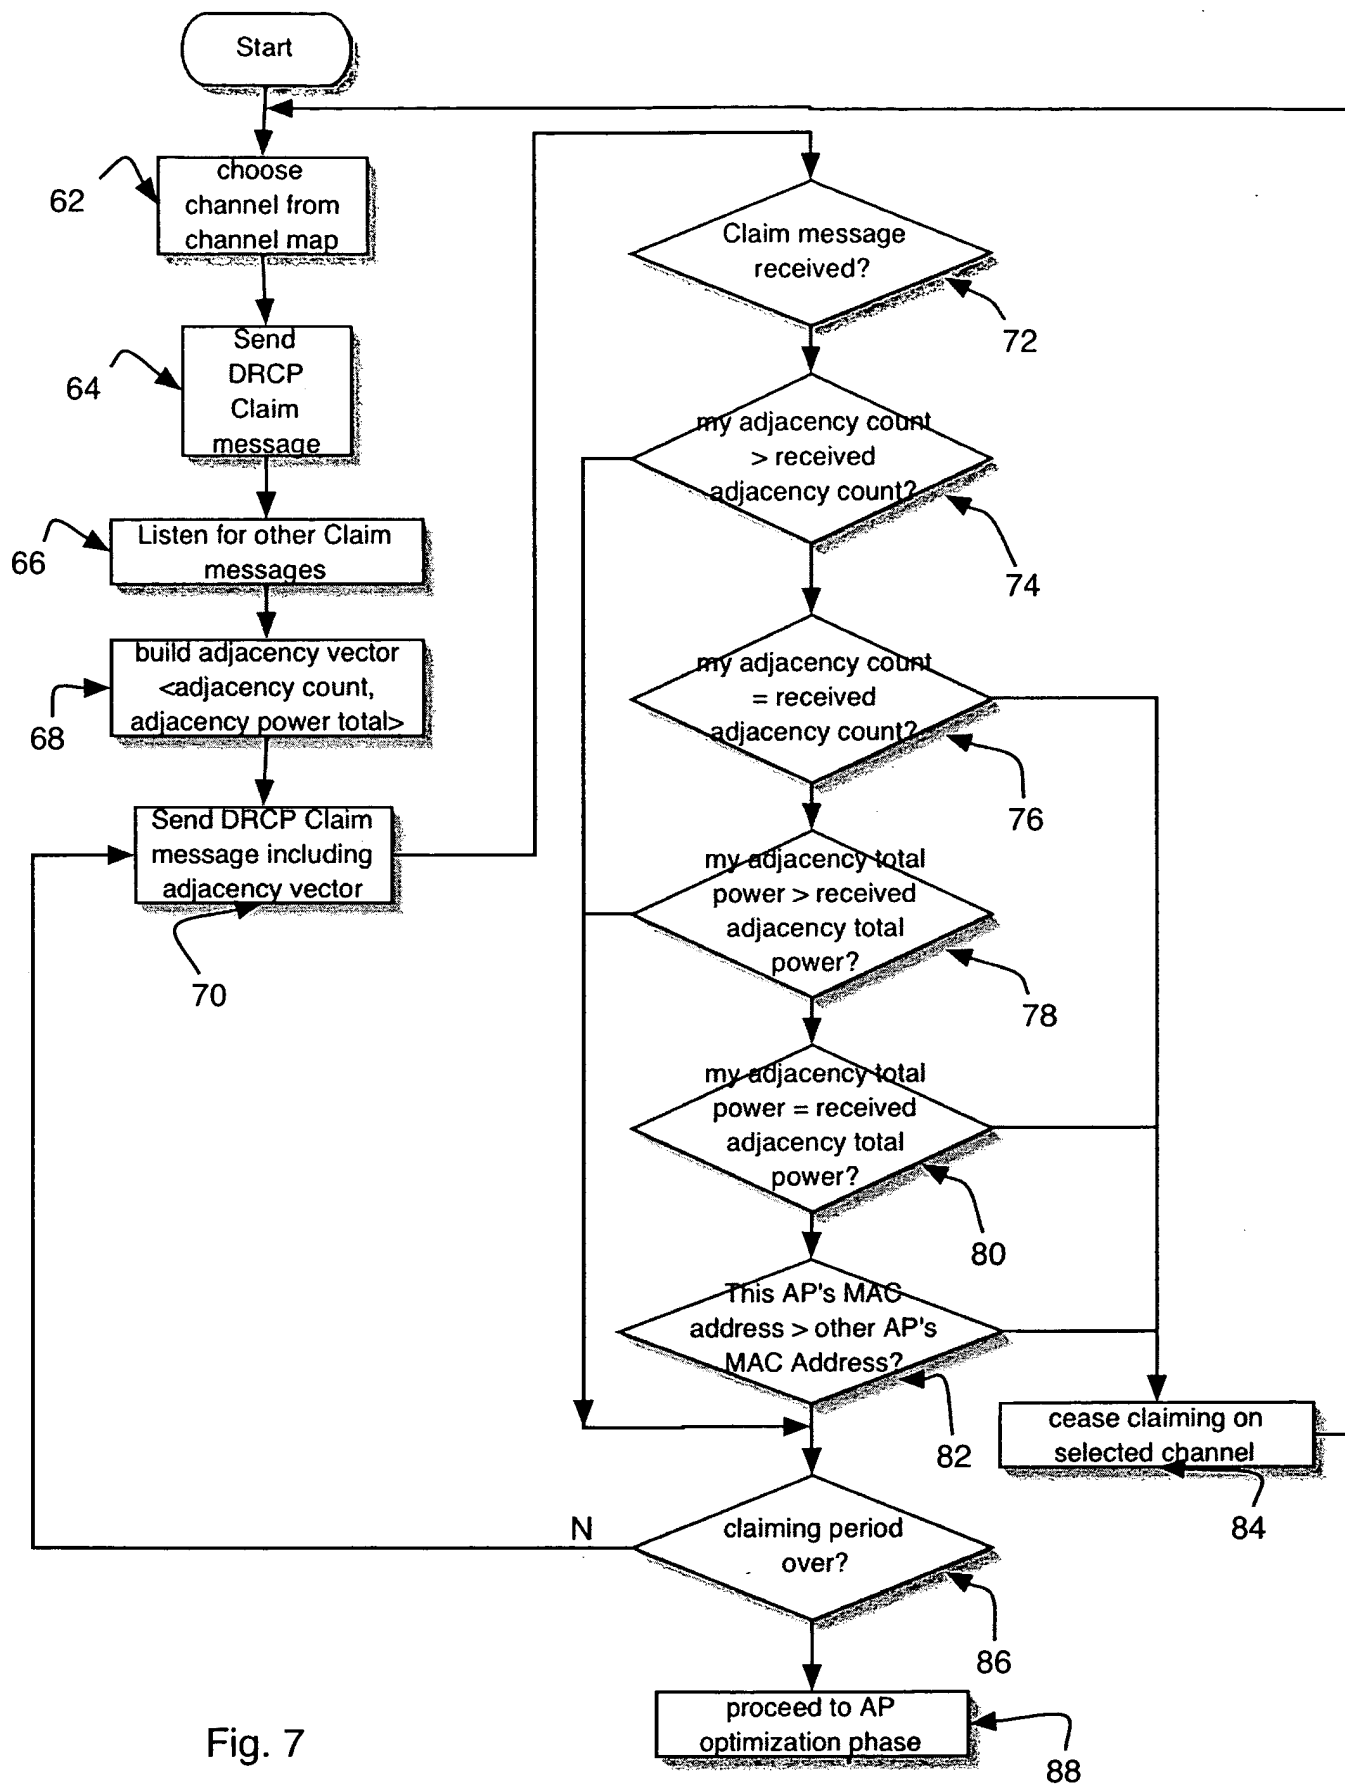 Start
62
choose
channel from
channel map
64
Send
DRCP
Claim
message
66
Listen for other Claim
messages
68
build adjacency vector
<adjacency count,
adjacency power total>
Send DRCP Claim
message including
adjacency vector
70
Claim message
received?
72
my adjacency count
> received
adjacency count?
74
my adjacency count
= received
adjacency count?
76
my adjacency total
power > received
adjacency total
power?
78
my adjacency total
power = received
adjacency total
power?
80
This AP's MAC
address > other AP's
MAC Address?
82
cease claiming on
selected channel
84
N
claiming period
over?
86
proceed to AP
optimization phase
88
Fig. 7